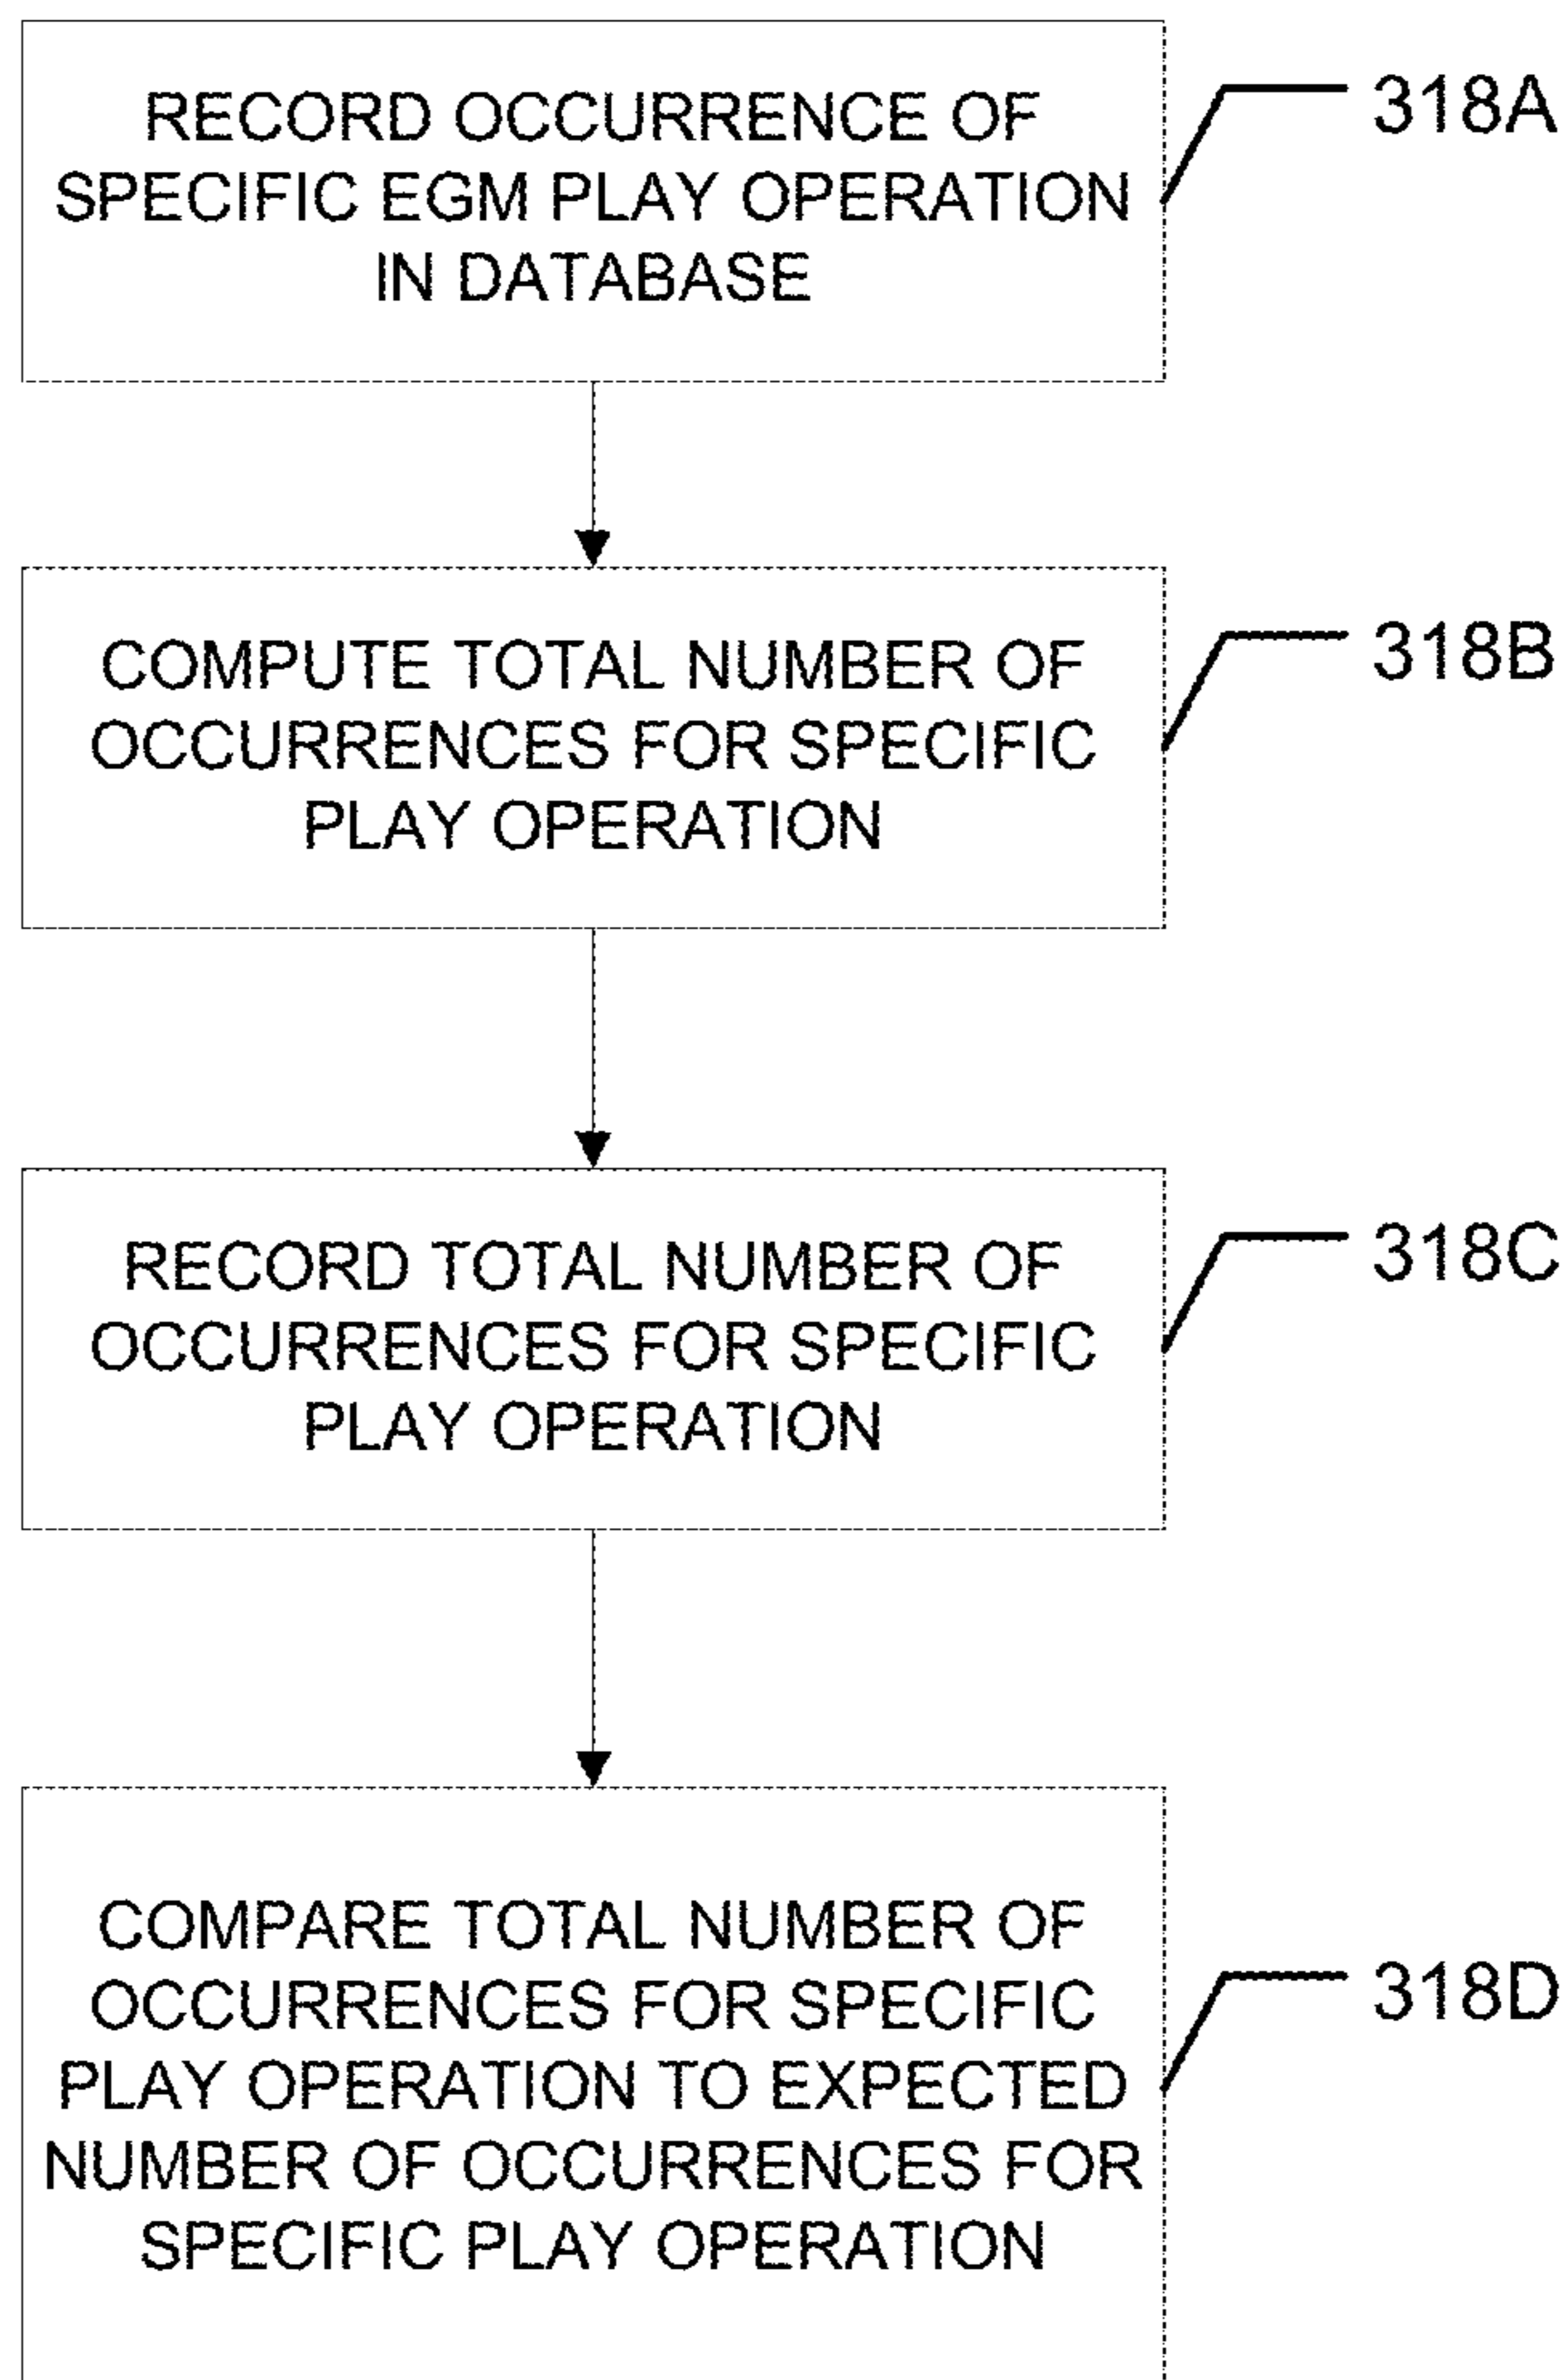 RECORD OCCURRENCE OF
SPECIFIC EGM PLAY OPERATION
IN DATABASE
318A
COMPUTE TOTAL NUMBER OF
OCCURRENCES FOR SPECIFIC
PLAY OPERATION
318B
RECORD TOTAL NUMBER OF
OCCURRENCES FOR SPECIFIC
PLAY OPERATION
318C
COMPARE TOTAL NUMBER OF
OCCURRENCES FOR SPECIFIC
PLAY OPERATION TO EXPECTED
NUMBER OF OCCURRENCES FOR
SPECIFIC PLAY OPERATION
318D